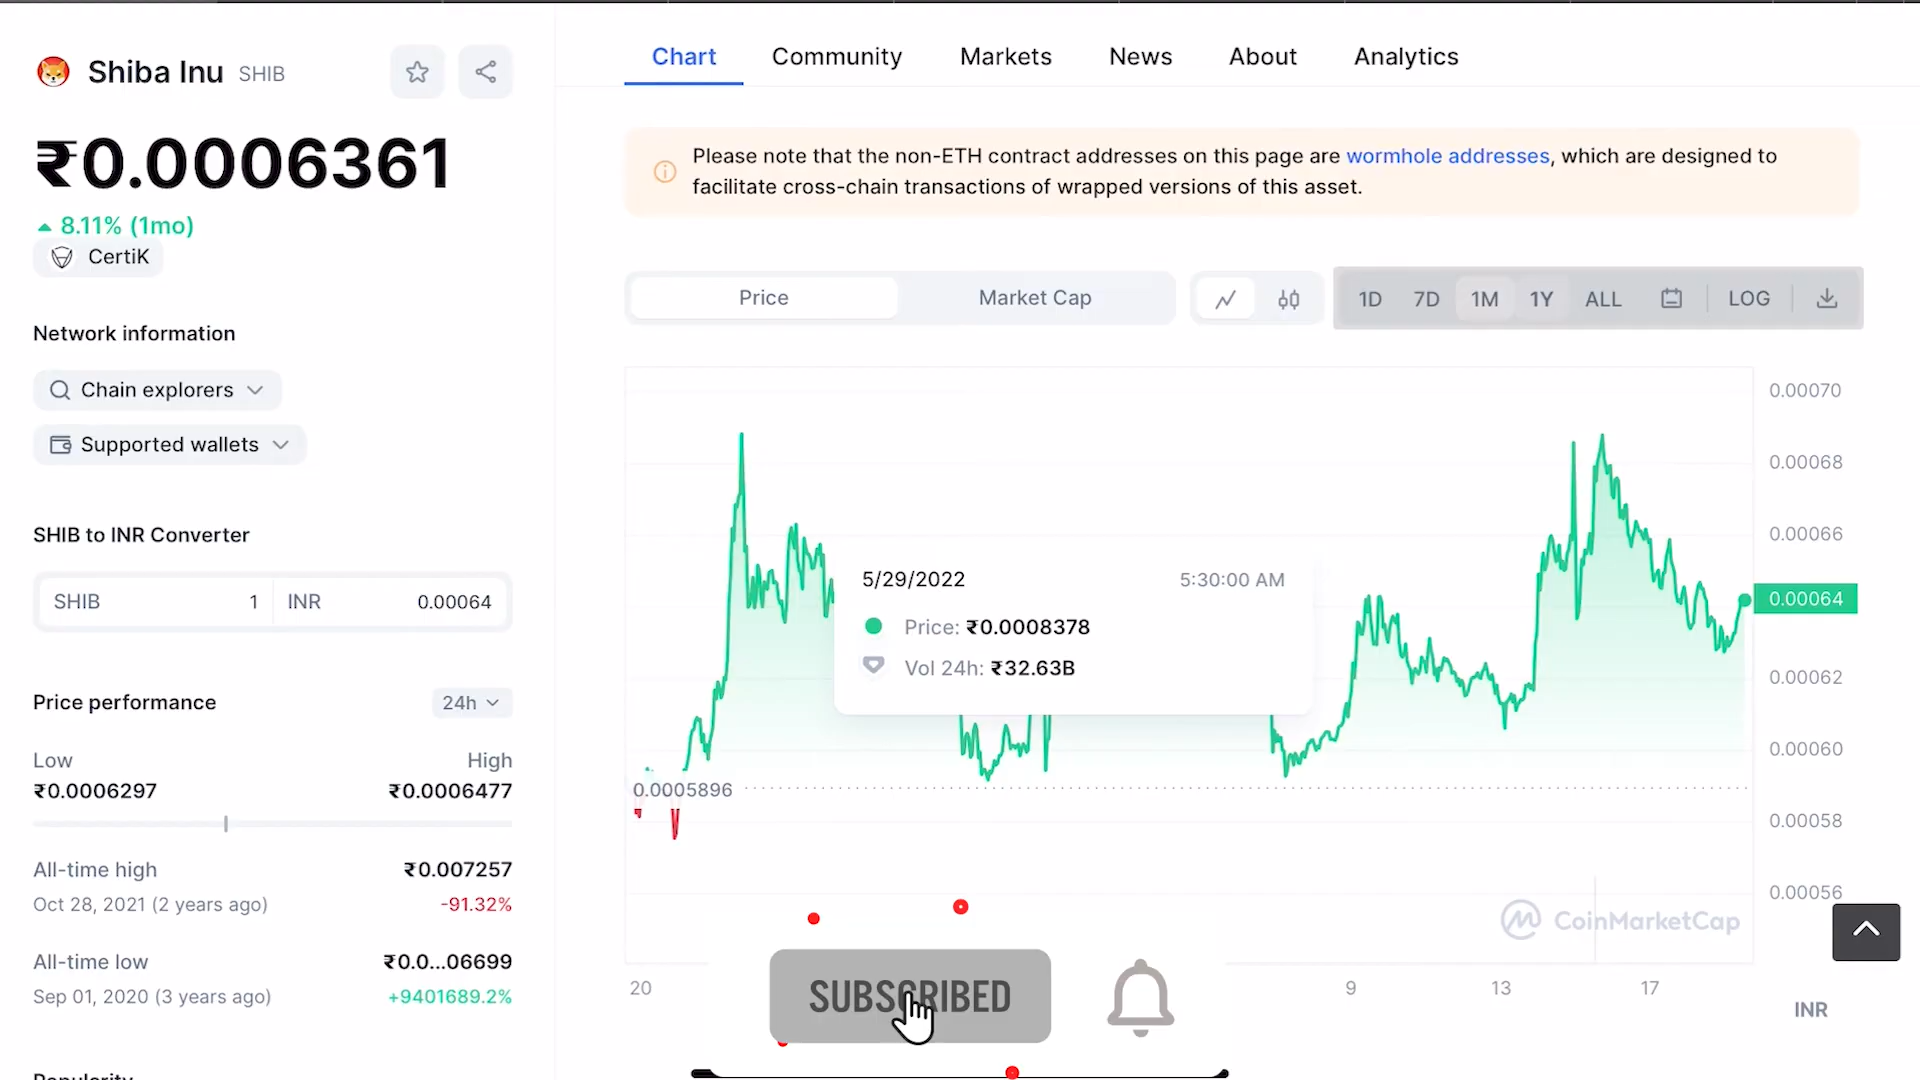 Shiba Inu SHIB
₹0.0006361
8.11% (1mo)
CertiK
Network information
Chain explorers
Supported wallets
SHIB to INR Converter
SHIB 1 INR 0.00064
Price performance 24h
Low High
₹0.0006297 ₹0.0006477
All-time high ₹0.007257
Oct 28, 2021 (2 years ago) -91.32%
All-time low ₹0.0...06699
Sep 01, 2020 (3 years ago) +9401689.2%
Popularity
Chart Community Markets News About Analytics
Please note that the non-ETH contract addresses on this page are wormhole addresses, which are designed to
facilitate cross-chain transactions of wrapped versions of this asset.
Price Market Cap 1D 7D 1M 1Y ALL LOG
0.00070
0.00068
0.00066
0.00064
0.00062
0.00060
0.00058
0.00056
5/29/2022 5:30:00 AM
Price: ₹0.0008378
Vol 24h: ₹32.63B
0.0005896
CoinMarketCap
20 9 13 17
INR
SUBSCRIBED